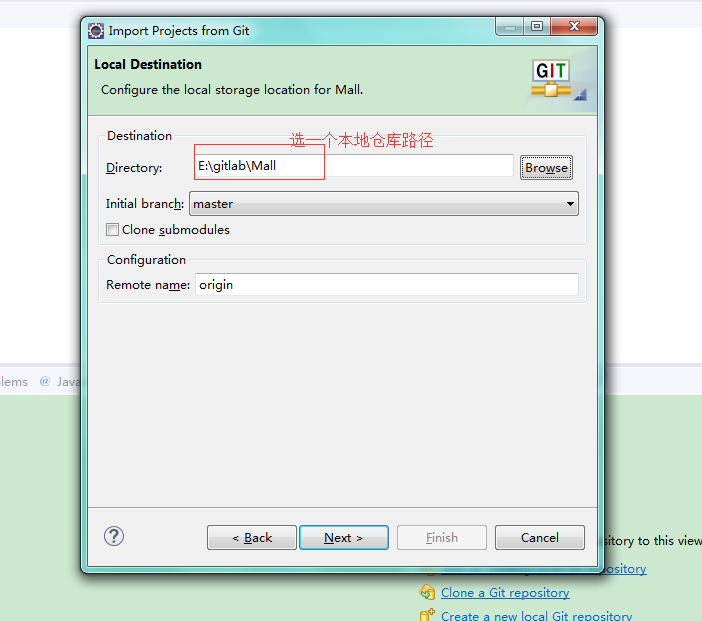 Import Projects from Git
Local Destination
Configure the local storage location for Mall.
GIT
Destination
选一个本地仓库路径
Directory: E:\gitlab\Mall Browse
Initial branch: master
Clone submodules
Configuration
Remote name: origin
lems @ Java
? < Back Next > Finish Cancel
sitory to this view
repository
Clone a Git repository
Create a new local Git repository